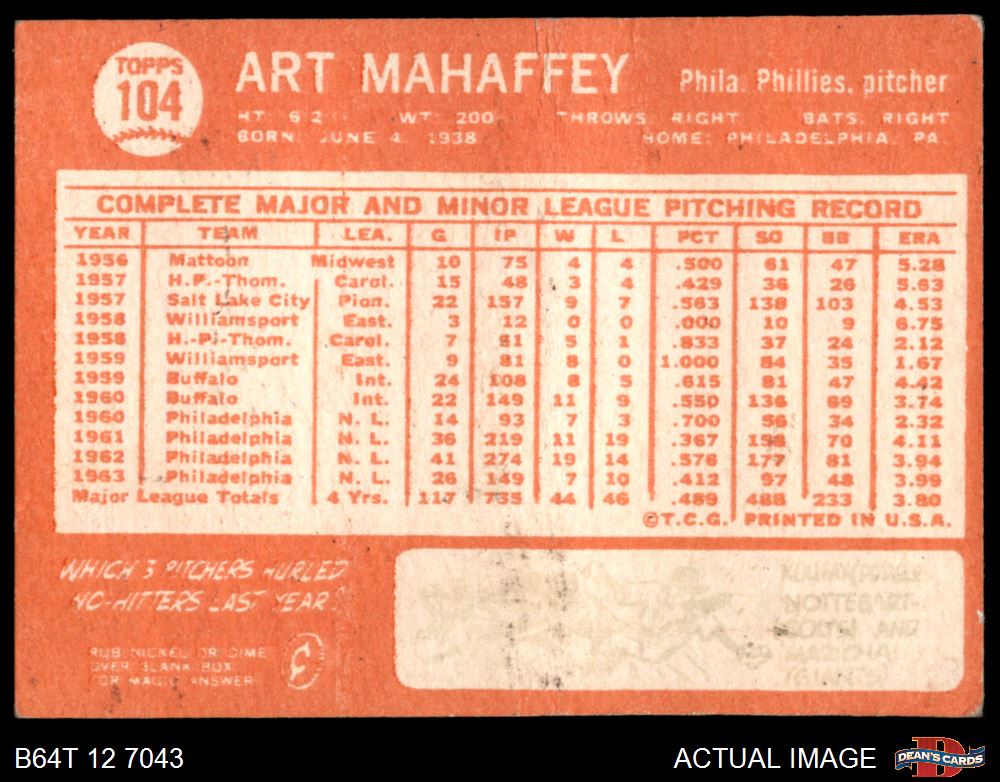 TOPPS
104
ART MAHAFFEY
Phila. Phillies, pitcher
HT: 6'2" WT: 200 THROWS: RIGHT BATS: RIGHT
BORN: JUNE 4, 1938 HOME: PHILADELPHIA, PA.
COMPLETE MAJOR AND MINOR LEAGUE PITCHING RECORD
YEAR TEAM LEA. G IP W L PCT SO BB ERA
1956 Mattoon Midwest 10 75 4 4 .500 61 47 5.28
1957 H.P.-Thom. Carol. 15 48 3 4 .429 36 26 5.63
1957 Salt Lake City Pion. 22 157 9 7 .563 138 103 4.53
1958 Williamsport East. 3 12 0 0 .000 10 9 6.75
1958 H.-P.-Thom. Carol. 7 51 5 1 .833 37 24 2.12
1959 Williamsport East. 9 81 8 0 1.000 84 35 1.67
1959 Buffalo Int. 24 108 8 5 .615 81 47 4.42
1960 Buffalo Int. 22 149 11 9 .550 136 69 3.74
1960 Philadelphia N. L. 14 93 7 3 .700 56 34 2.32
1961 Philadelphia N. L. 36 219 11 19 .367 158 70 4.11
1962 Philadelphia N. L. 41 274 19 14 .576 177 81 3.94
1963 Philadelphia N. L. 26 149 7 10 .412 97 48 3.99
Major League Totals 4 Yrs. 117 735 44 46 .489 488 233 3.80
©T.C.G. PRINTED IN U.S.A.
WHICH 3 PITCHERS HURLED
NO-HITTERS LAST YEAR?
RUB NICKEL OR DIME
OVER BLANK BOX
FOR MAGIC ANSWER
NOTTEBART-
AND
MARICHAL
(GIANTS)
B64T 12 7043
ACTUAL IMAGE
D
DEAN'S CARDS